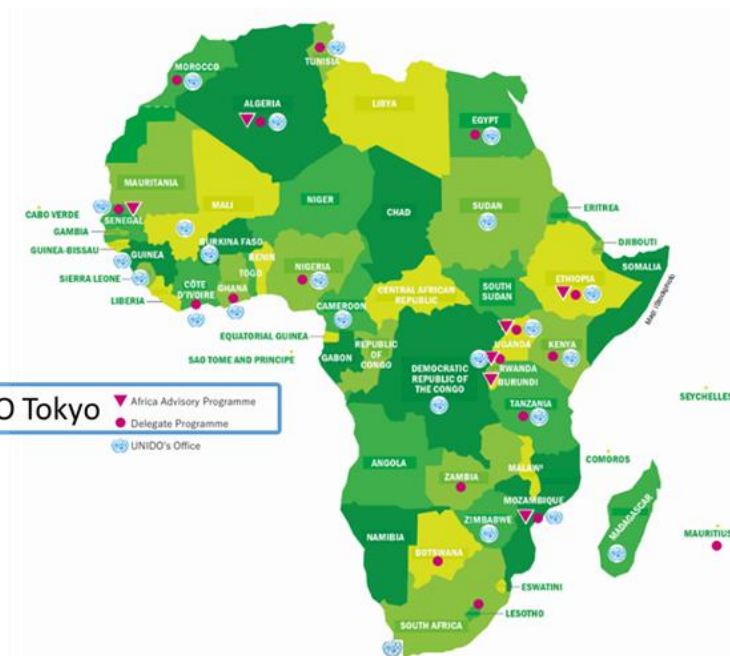 MOROCCO
TUNISIA
ALGERIA
LIBYA
EGYPT
MAURITANIA
MALI
NIGER
CHAD
SUDAN
ERITREA
CABO VERDE
SENEGAL
GAMBIA
GUINEA-BISSAU
GUINEA
BURKINA FASO
BENIN
DJIBOUTI
SIERRA LEONE
CÔTE
D'IVOIRE
GHANA
TOGO
NIGERIA
ETHIOPIA
SOMALIA
LIBERIA
CAMEROON
CENTRAL AFRICAN
REPUBLIC
SOUTH
SUDAN
EQUATORIAL GUINEA
SAO TOME AND PRINCIPE
GABON
REPUBLIC
OF
CONGO
UGANDA
KENYA
DEMOCRATIC
REPUBLIC OF
THE CONGO
RWANDA
BURUNDI
TANZANIA
SEYCHELLES
O Tokyo
Africa Advisory Programme
Delegate Programme
UNIDO's Office
ANGOLA
ZAMBIA
MALAWI
COMOROS
MOZAMBIQUE
ZIMBABWE
MADAGASCAR
MAURITIUS
NAMIBIA
BOTSWANA
ESWATINI
LESOTHO
SOUTH AFRICA